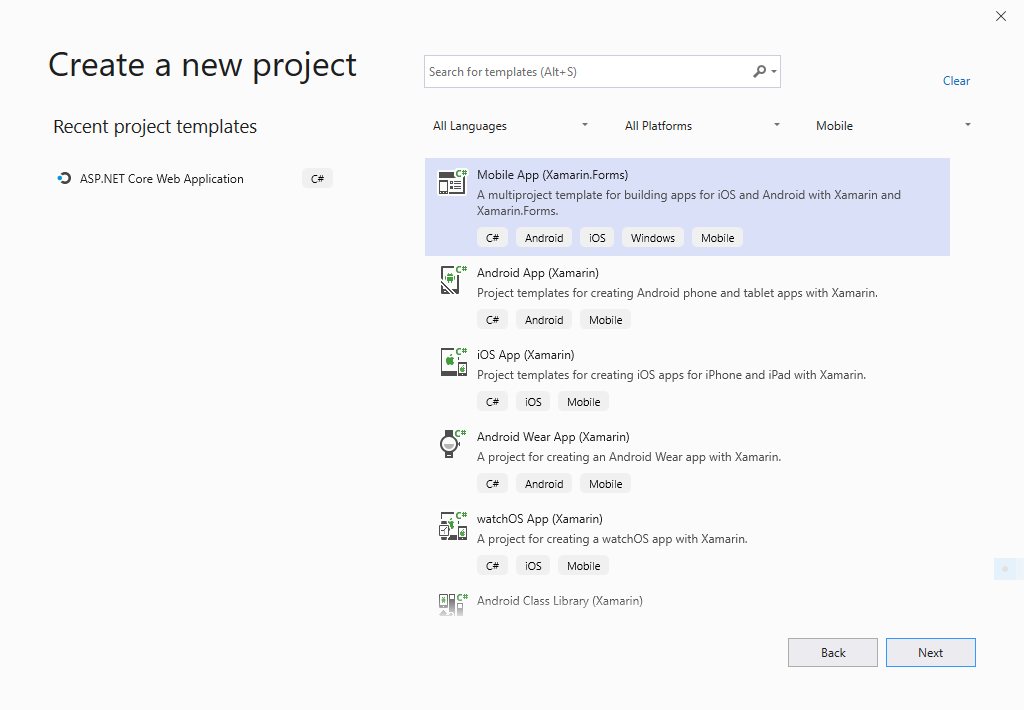 Create a new project
Search for templates (Alt+S)
Clear
Recent project templates
All Languages
All Platforms
Mobile
ASP.NET Core Web Application
C#
Mobile App (Xamarin.Forms)
A multiproject template for building apps for iOS and Android with Xamarin and
Xamarin.Forms.
C# Android iOS Windows Mobile
Android App (Xamarin)
Project templates for creating Android phone and tablet apps with Xamarin.
C# Android Mobile
iOS App (Xamarin)
Project templates for creating iOS apps for iPhone and iPad with Xamarin.
C# iOS Mobile
Android Wear App (Xamarin)
A project for creating an Android Wear app with Xamarin.
C# Android Mobile
watchOS App (Xamarin)
A project for creating a watchOS app with Xamarin.
C# iOS Mobile
Android Class Library (Xamarin)
Back
Next